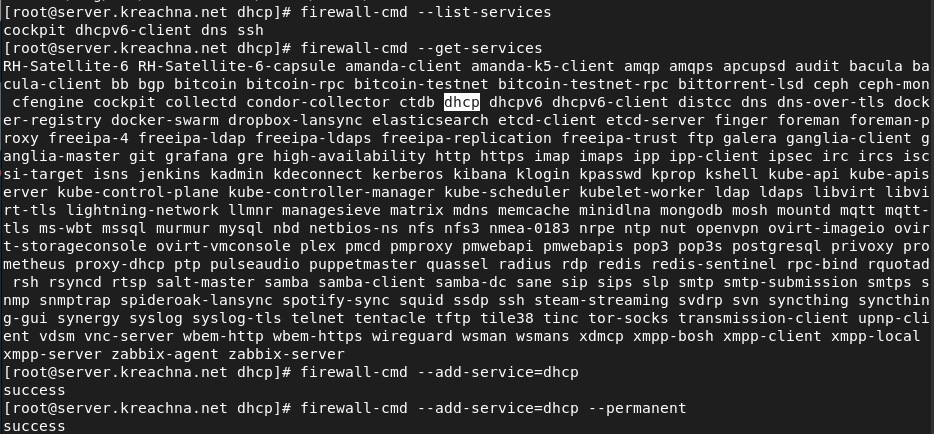 [root@server.kreachna.net dhcp]# firewall-cmd --list-services
cockpit dhcpv6-client dns ssh
[root@server.kreachna.net dhcp]# firewall-cmd --get-services
RH-Satellite-6 RH-Satellite-6-capsule amanda-client amanda-k5-client amqp amqps apcupsd audit bacula ba
cula-client bb bgp bitcoin bitcoin-rpc bitcoin-testnet bitcoin-testnet-rpc bittorrent-lsd ceph ceph-mon
 cfengine cockpit collectd condor-collector ctdb dhcp dhcpv6 dhcpv6-client distcc dns dns-over-tls dock
er-registry docker-swarm dropbox-lansync elasticsearch etcd-client etcd-server finger foreman foreman-p
roxy freeipa-4 freeipa-ldap freeipa-ldaps freeipa-replication freeipa-trust ftp galera ganglia-client g
anglia-master git grafana gre high-availability http https imap imaps ipp ipp-client ipsec irc ircs isc
si-target isns jenkins kadmin kdeconnect kerberos kibana klogin kpasswd kprop kshell kube-api kube-apis
erver kube-control-plane kube-controller-manager kube-scheduler kubelet-worker ldap ldaps libvirt libvi
rt-tls lightning-network llmnr managesieve matrix mdns memcache minidlna mongodb mosh mountd mqtt mqtt-
tls ms-wbt mssql murmur mysql nbd netbios-ns nfs nfs3 nmea-0183 nrpe ntp nut openvpn ovirt-imageio ovir
t-storageconsole ovirt-vmconsole plex pmcd pmproxy pmwebapi pmwebapis pop3 pop3s postgresql privoxy pro
metheus proxy-dhcp ptp pulseaudio puppetmaster quassel radius rdp redis redis-sentinel rpc-bind rquotad
 rsh rsyncd rtsp salt-master samba samba-client samba-dc sane sip sips slp smtp smtp-submission smtps s
nmp snmptrap spideroak-lansync spotify-sync squid ssdp ssh steam-streaming svdrp svn syncthing syncthin
g-gui synergy syslog syslog-tls telnet tentacle tftp tile38 tinc tor-socks transmission-client upnp-cli
ent vdsm vnc-server wbem-http wbem-https wireguard wsman wsmans xdmcp xmpp-bosh xmpp-client xmpp-local
xmpp-server zabbix-agent zabbix-server
[root@server.kreachna.net dhcp]# firewall-cmd --add-service=dhcp
success
[root@server.kreachna.net dhcp]# firewall-cmd --add-service=dhcp --permanent
success